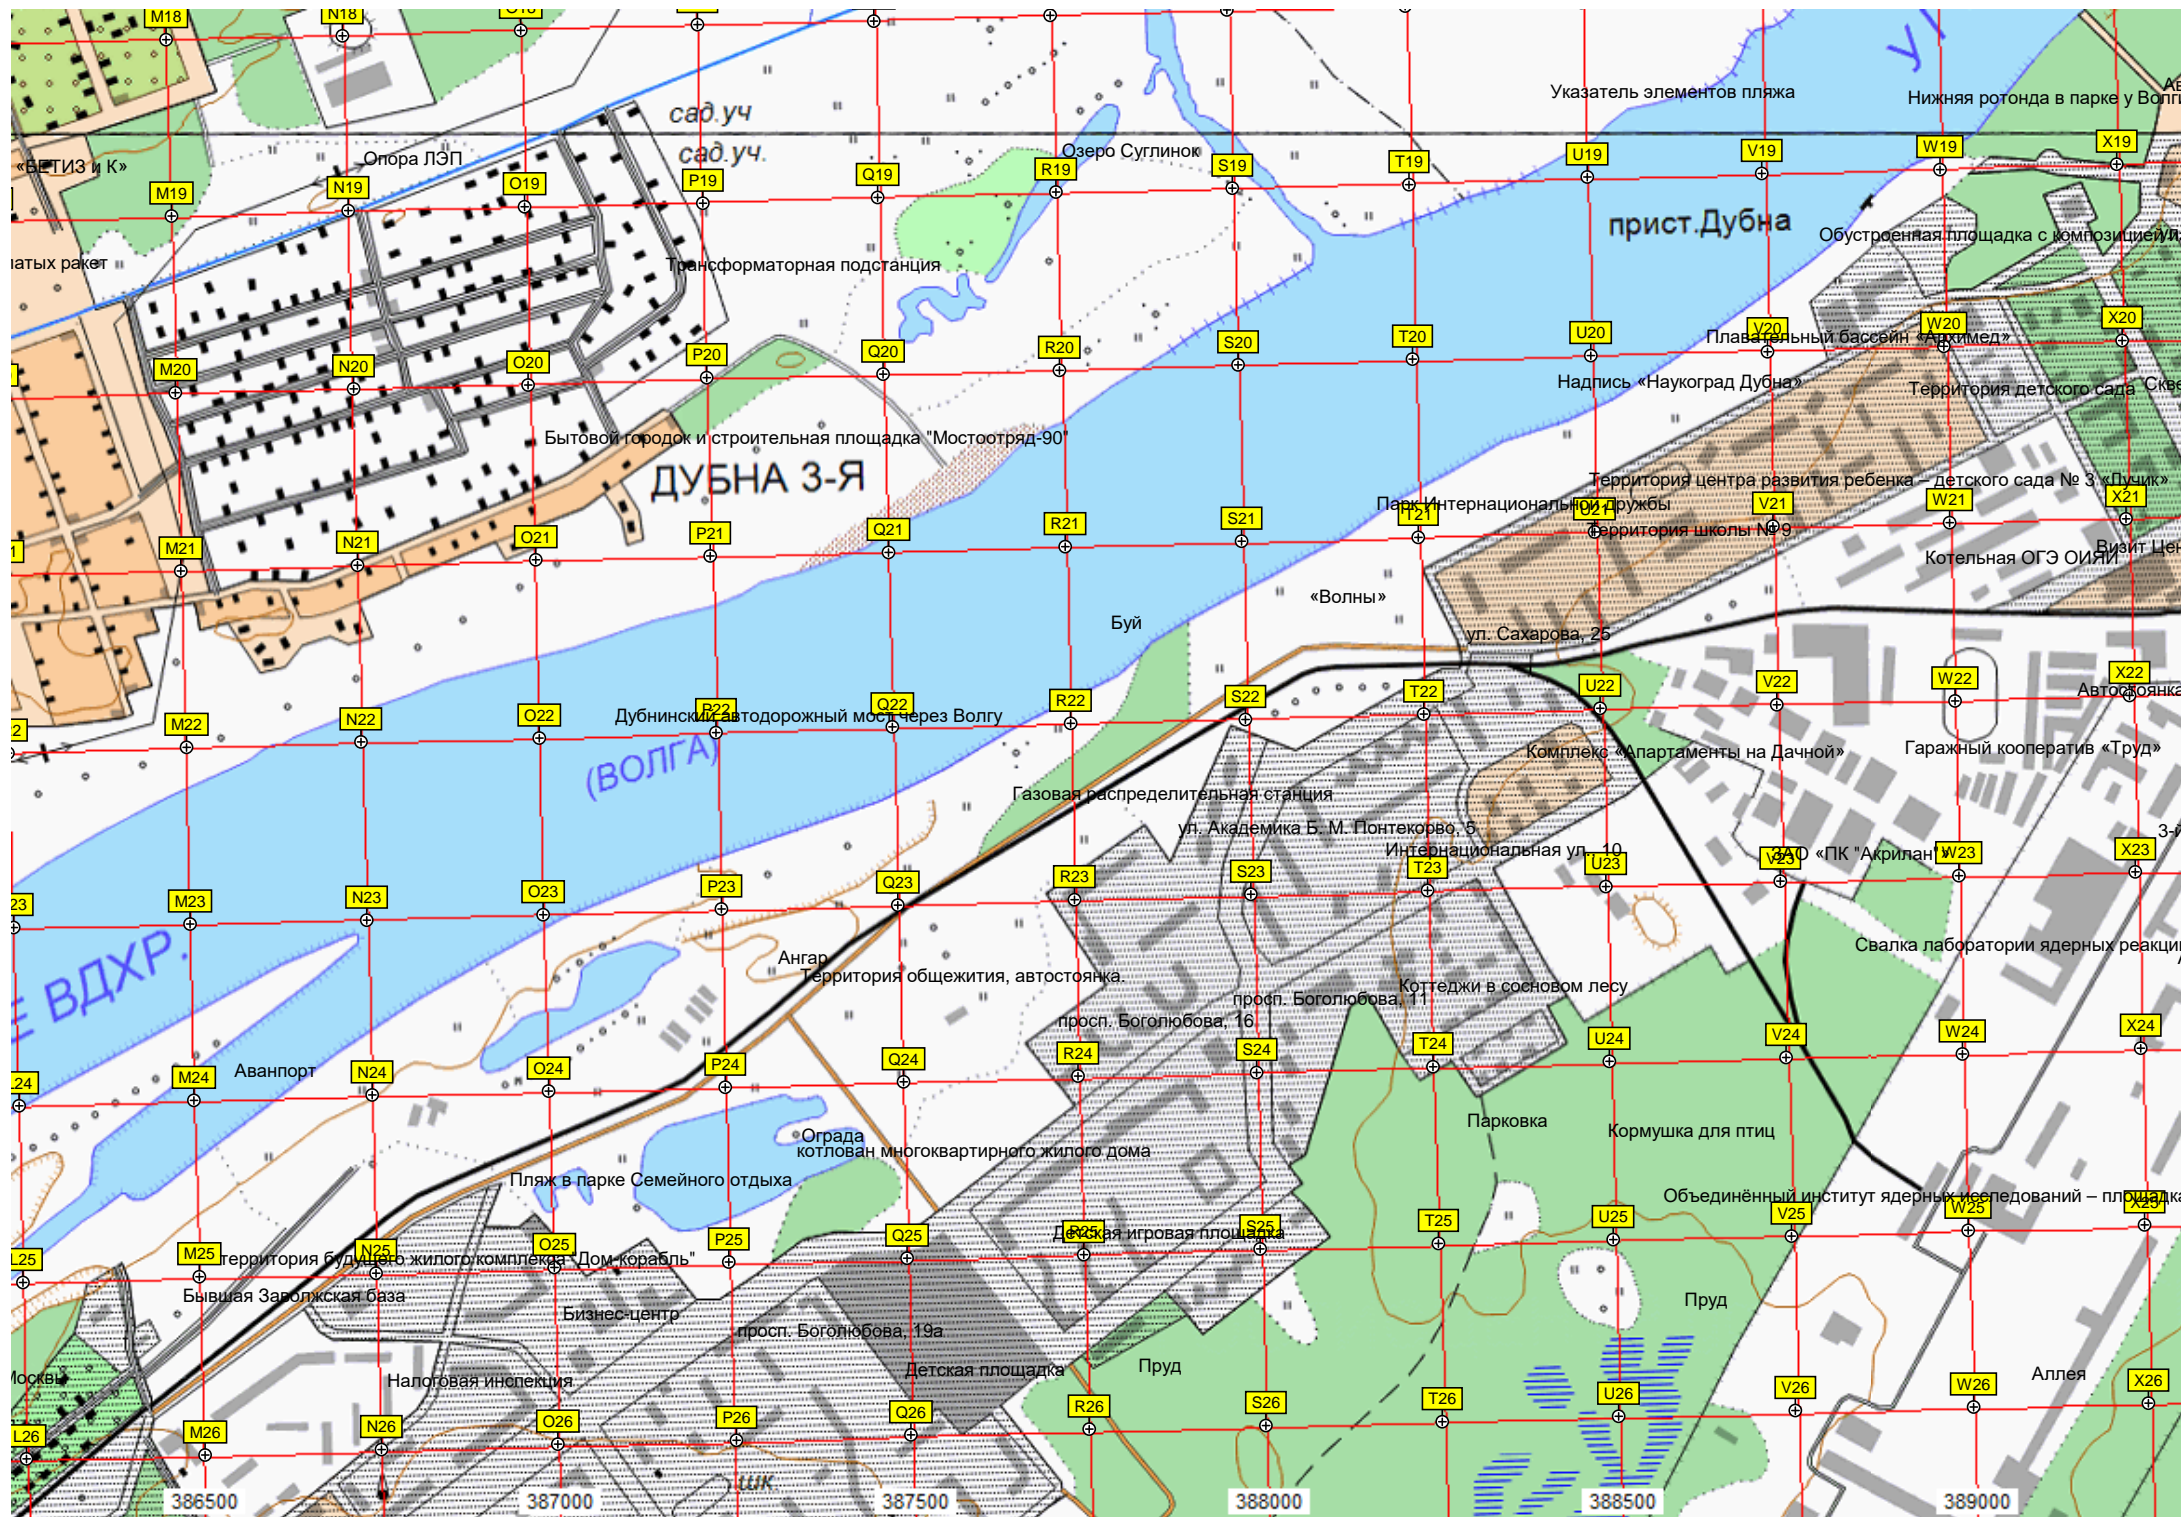 M18
N18
O18
Указатель элементов пляжа
Нижняя ротонда в парке у Волги
сад.уч
сад.уч.
Озеро Суглинок
«БЕТИЗ и К»
Опора ЛЭП
M19
N19
O19
P19
Q19
R19
S19
T19
U19
V19
W19
X19
прист.Дубна
Обустроенная площадка с композицией
Трансформаторная подстанция
ракет
M20
N20
O20
P20
Q20
R20
S20
T20
U20
V20
W20
X20
Плавательный бассейн «Архимед»
Надпись «Наукоград Дубна»
Территория детского сада
Бытовой городок и строительная площадка "Мостоотряд-90"
ДУБНА 3-Я
Территория центра развития ребенка – детского сада № 3 «Лучик»
Парк Интернациональной дружбы
M21
N21
O21
P21
Q21
R21
S21
T21
U21
V21
W21
X21
Территория школы № 9
Визит
Котельная ОГЭ ОИЯИ
«Волны»
Буй
ул. Сахарова, 25
M22
N22
O22
P22
Q22
R22
S22
T22
U22
V22
W22
X22
Автостоянка
Дубнинский автодорожный мост через Волгу
(ВОЛГА)
Комплекс «Апартаменты на Дачной»
Гаражный кооператив «Труд»
Газовая распределительная станция
ул. Академика Б. М. Понтекорво, 5
Интернациональная ул., 10
ЗАО «ПК "Акрилан"»
23
M23
N23
O23
P23
Q23
R23
S23
T23
U23
V23
W23
X23
Е ВДХР.
Ангар
Территория общежития, автостоянка.
Свалка лаборатории ядерных реакций
Коттеджи в сосновом лесу
просп. Боголюбова, 11
просп. Боголюбова, 16
Аванпорт
L24
M24
N24
O24
P24
Q24
R24
S24
T24
U24
V24
W24
X24
Ограда
котлован многоквартирного жилого дома
Парковка
Кормушка для птиц
Пляж в парке Семейного отдыха
Объединённый институт ядерных исследований – площадка
L25
M25
N25
O25
P25
Q25
R25
S25
T25
U25
V25
W25
X25
Детская игровая площадка
территория будущего жилого комплекса "Дом-корабль"
Бывшая Заволжская база
Бизнес-центр
просп. Боголюбова, 19а
Пруд
Детская площадка
Пруд
Налоговая инспекция
Аллея
L26
M26
N26
O26
P26
Q26
R26
S26
T26
U26
V26
W26
X26
шк.
386500
387000
387500
388000
388500
389000